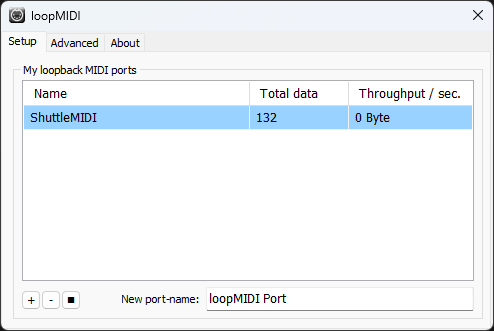 loopMIDI
Setup Advanced About
My loopback MIDI ports
Name Total data Throughput / sec.
ShuttleMIDI 132 0 Byte
+ - ■ New port-name: loopMIDI Port